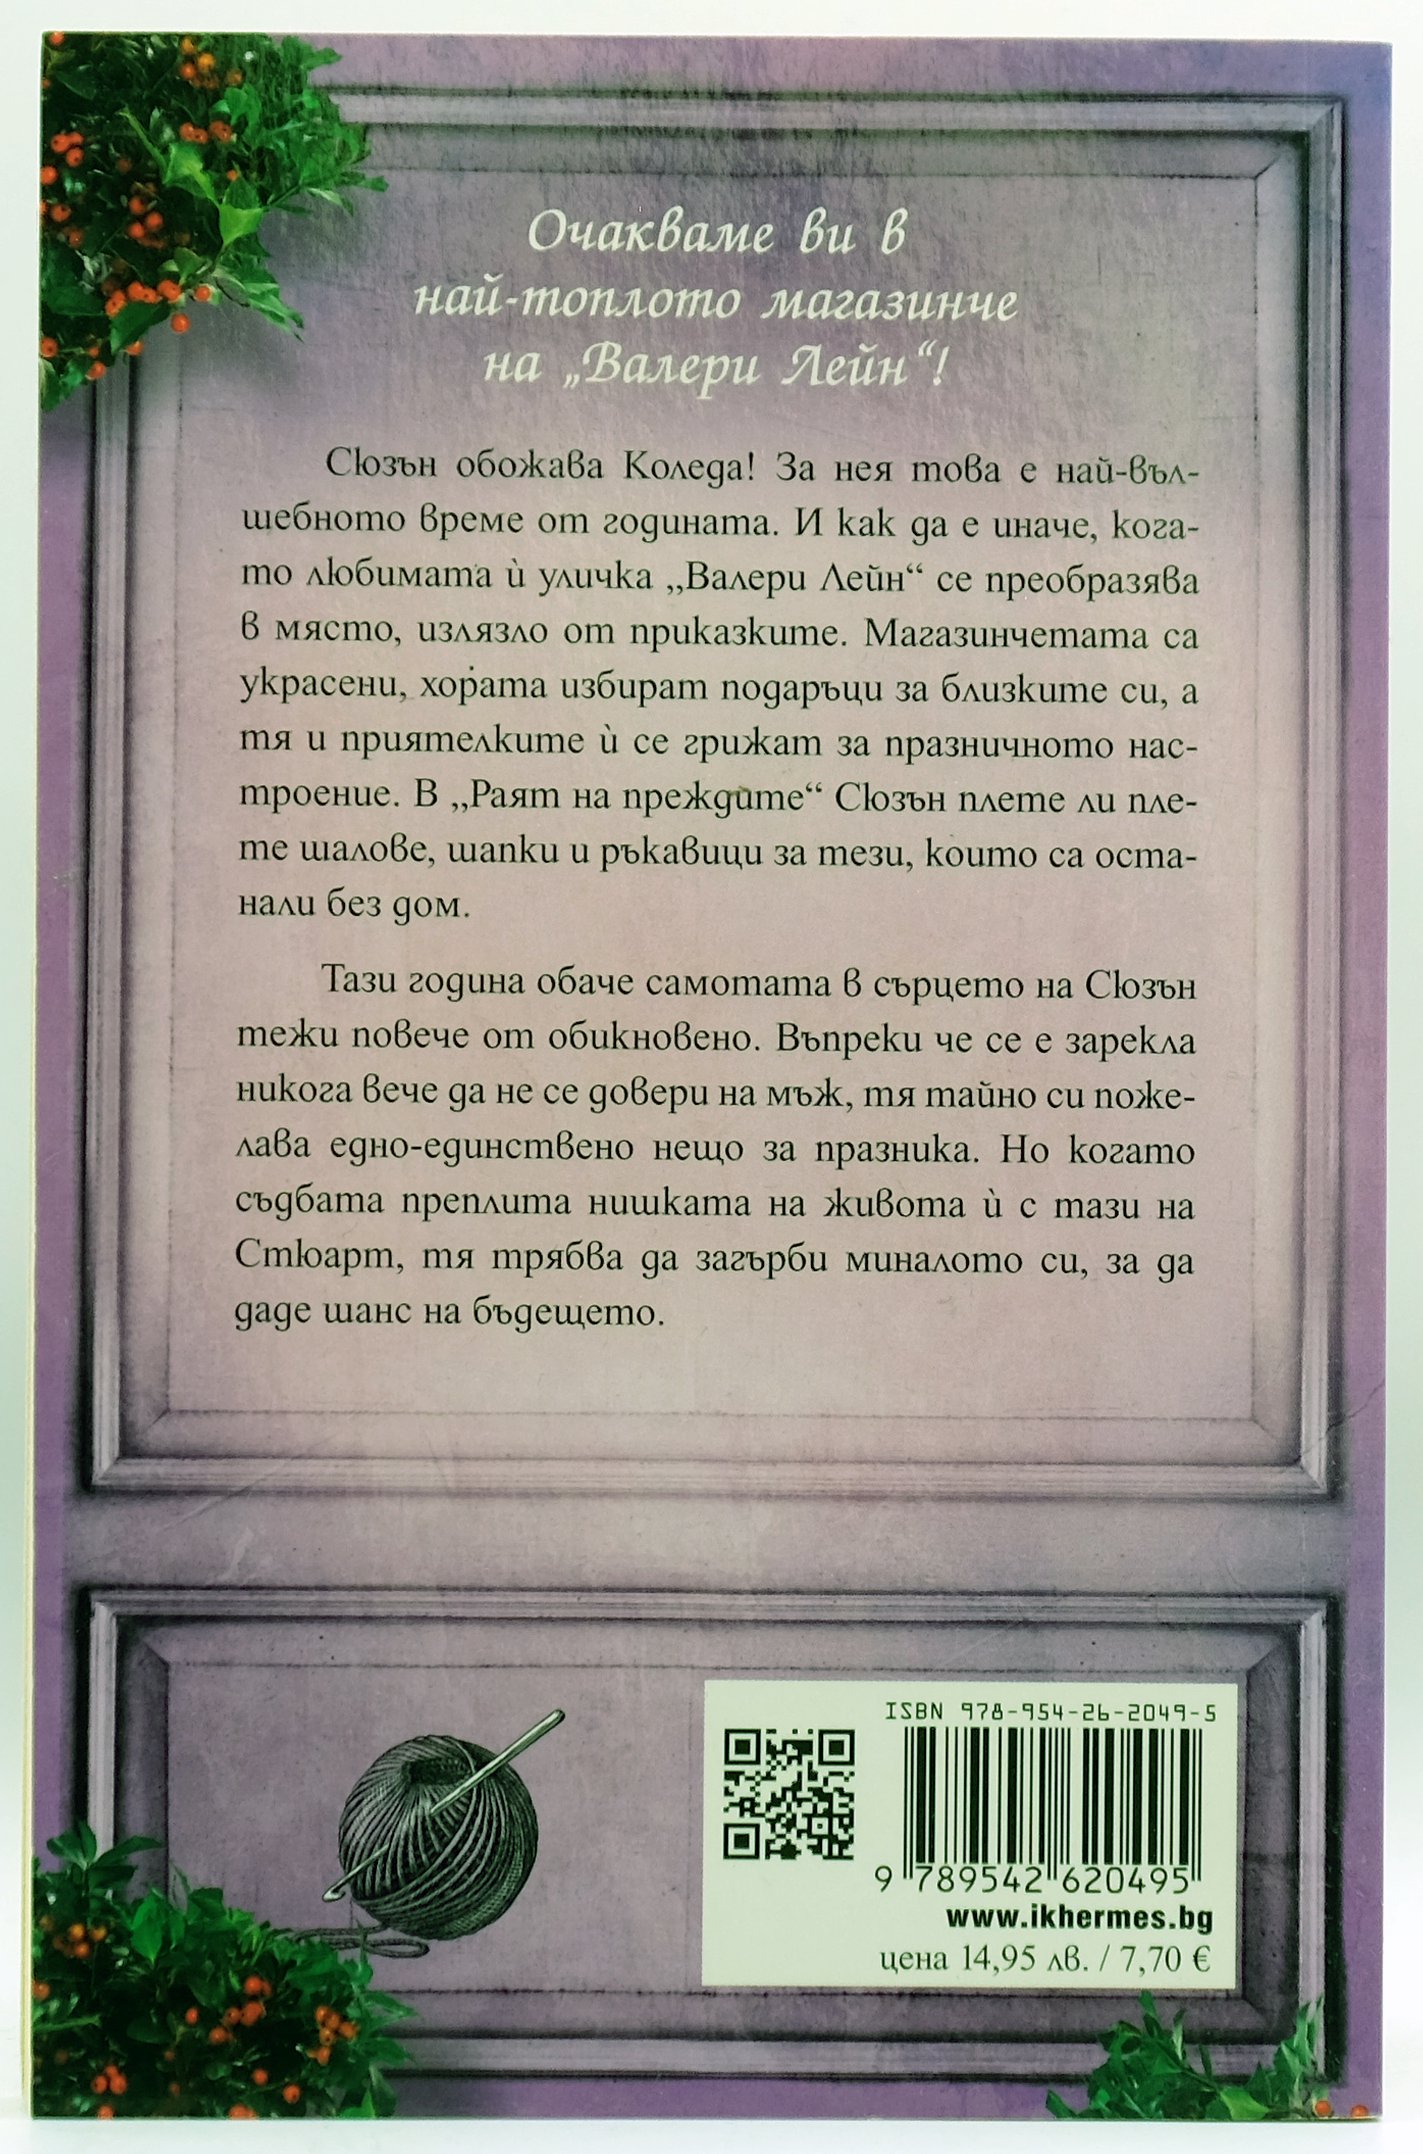 Очакваме ви в
най-топлото магазинче
на „Валери Лейн“!
Сюзън обожава Коледа! За нея това е най-въл-
шебното време от годината. И как да е иначе, кога-
то любимата ѝ уличка „Валери Лейн“ се преобразява
в място, излязло от приказките. Магазинчетата са
украсени, хората избират подаръци за близките си, а
тя и приятелките ѝ се грижат за празничното нас-
троение. В „Раят на преждите“ Сюзън плете ли пле-
те шалове, шапки и ръкавици за тези, които са оста-
нали без дом.
Тази година обаче самотата в сърцето на Сюзън
тежи повече от обикновено. Въпреки че се е зарекла
никога вече да не се довери на мъж, тя тайно си поже-
лава едно-единствено нещо за празника. Но когато
съдбата преплита нишката на живота ѝ с тази на
Стюарт, тя трябва да загърби миналото си, за да
даде шанс на бъдещето.
ISBN 978-954-26-2049-5
9 789542 620495
www.ikhermes.bg
цена 14,95 лв. / 7,70 €